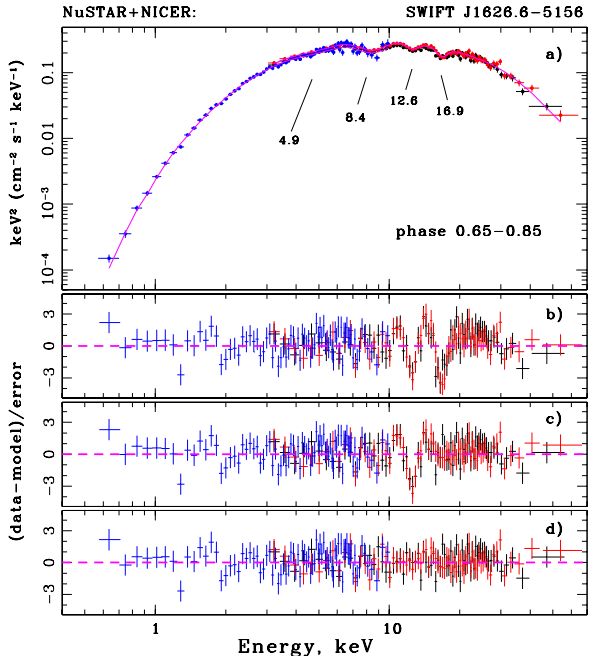 NuSTAR+NICER: SWIFT J1626.6−5156
a)
0.1
0.01
10⁻³
10⁻⁴
keV² (cm⁻² s⁻¹ keV⁻¹)
4.9
8.4
12.6
16.9
phase 0.65−0.85
b)
3
0
−3
c)
3
0
−3
d)
3
0
−3
(data−model)/error
1 10
Energy, keV